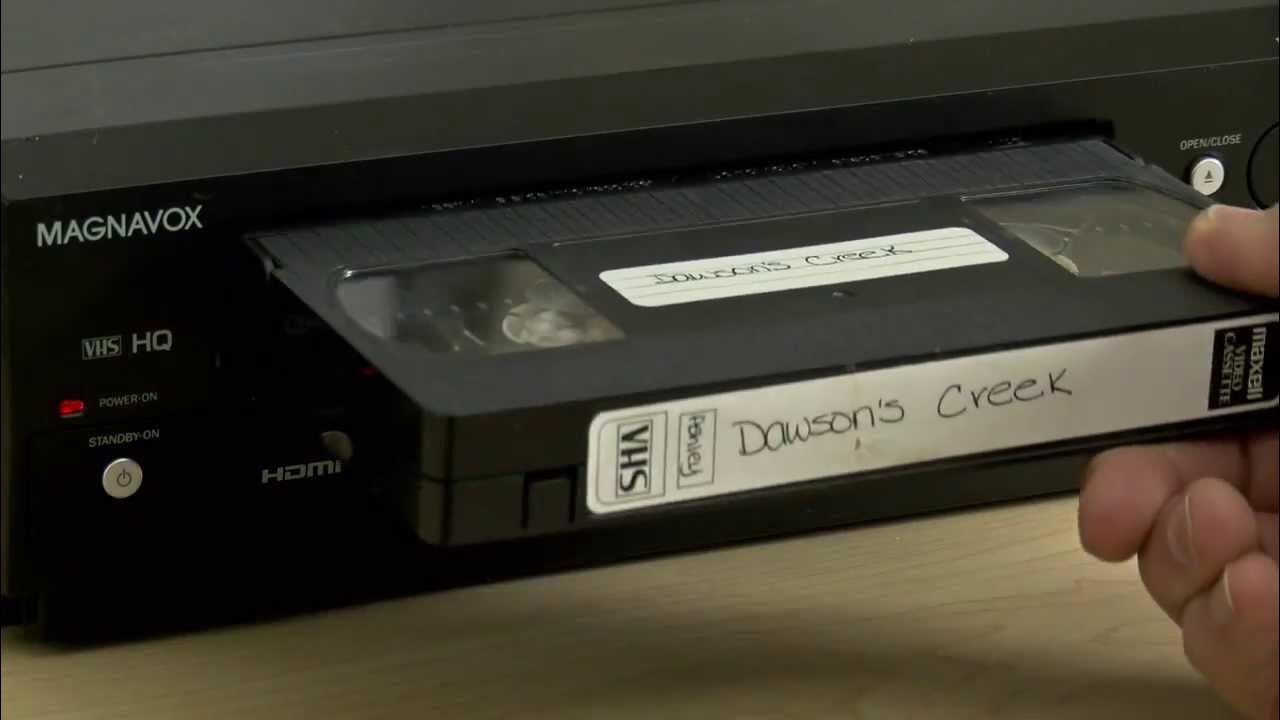 OPEN/CLOSE
MAGNAVOX
Dawson's Creek
VHS HQ
POWER-ON
STANDBY-ON
HDMI
VHS
Dawson's Creek
maxell
VIDEO
CASSETTE